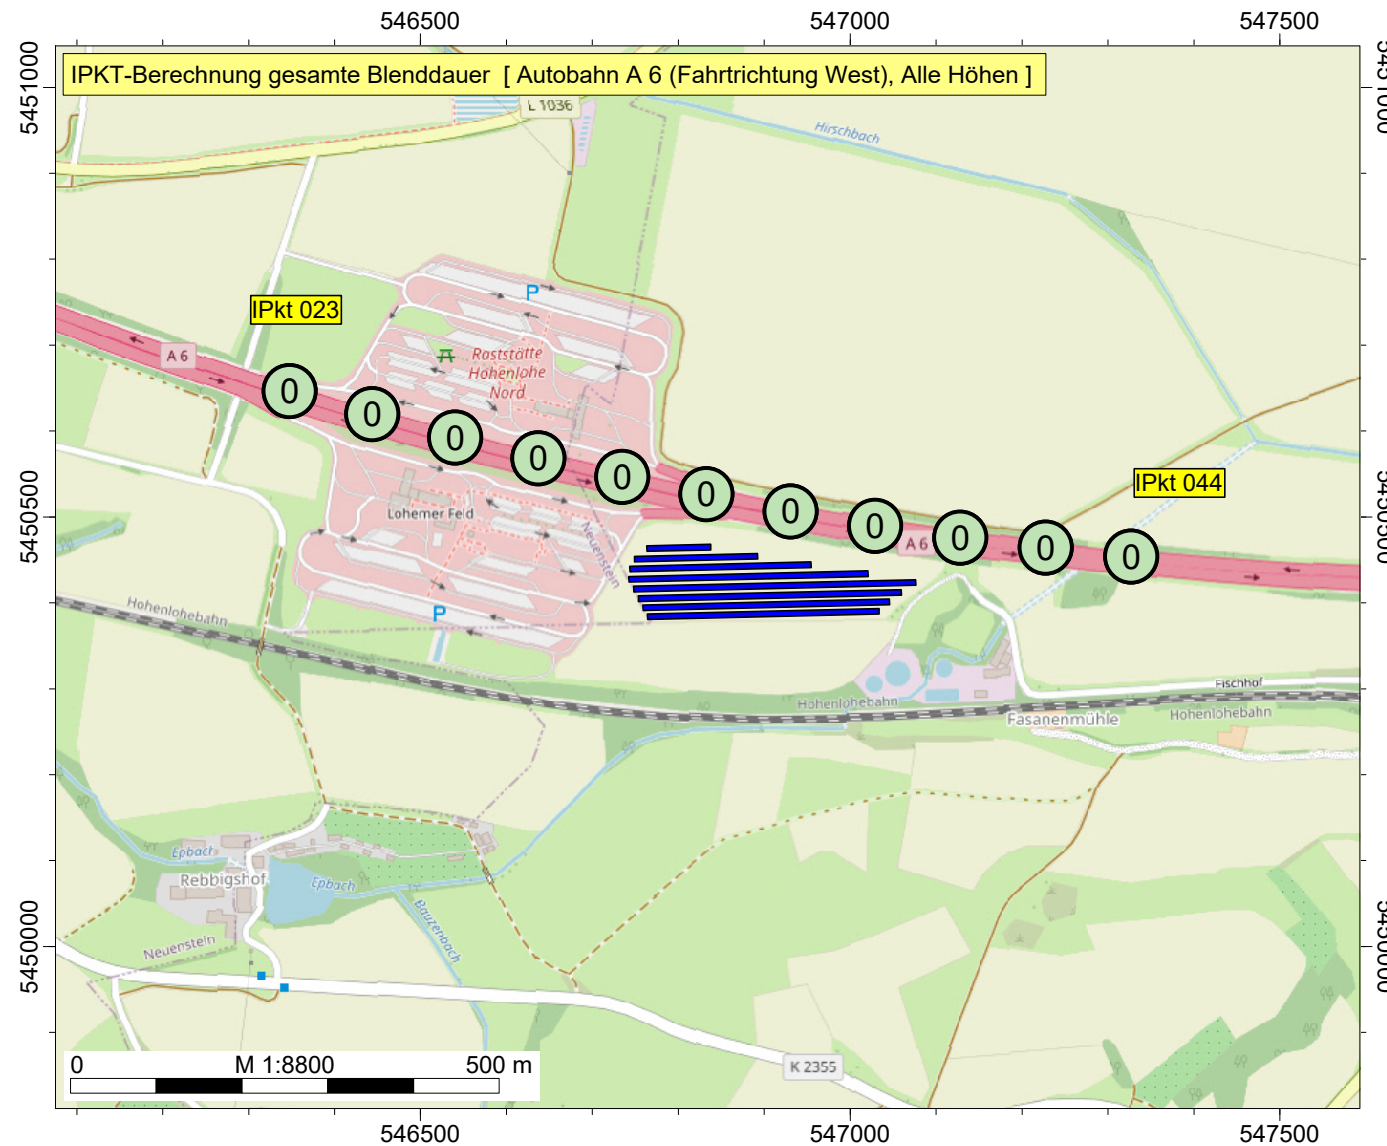 546500
547000
547500
5451000
5450500
5450000
5450500
5450000
IPKT-Berechnung gesamte Blenddauer [ Autobahn A 6 (Fahrtrichtung West), Alle Höhen ]
L 1036
Hirschbach
P
IPkt 023
A 6
Raststätte
Hohenlohe
Nord
0
0
0
0
0
0
0
0
0
0
0
IPkt 044
A 6
Lohemer Feld
Neuenstein
P
Hohenlohebahn
Hohenlohebahn
Fischhof
Fasanenmühle
Hohenlohebahn
Epbach
Rebbigshof
Epbach
Bauzenbach
Neuenstein
K 2355
0
M 1:8800
500 m
546500
547000
547500